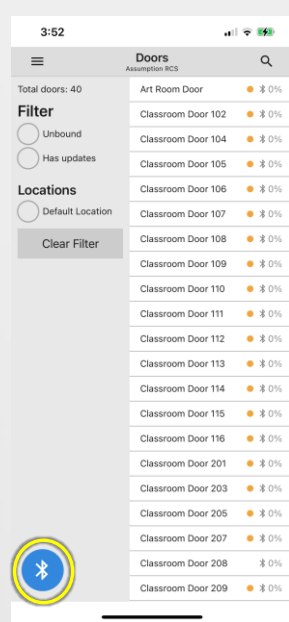 3:52
Doors
Assumption RCS
Total doors: 40
Filter
Unbound
Has updates
Locations
Default Location
Clear Filter
Art Room Door 0%
Classroom Door 102 0%
Classroom Door 104 0%
Classroom Door 105 0%
Classroom Door 106 0%
Classroom Door 107 0%
Classroom Door 108 0%
Classroom Door 109 0%
Classroom Door 110 0%
Classroom Door 111 0%
Classroom Door 112 0%
Classroom Door 113 0%
Classroom Door 114 0%
Classroom Door 115 0%
Classroom Door 116 0%
Classroom Door 201 0%
Classroom Door 203 0%
Classroom Door 205 0%
Classroom Door 207 0%
Classroom Door 208 0%
Classroom Door 209 0%